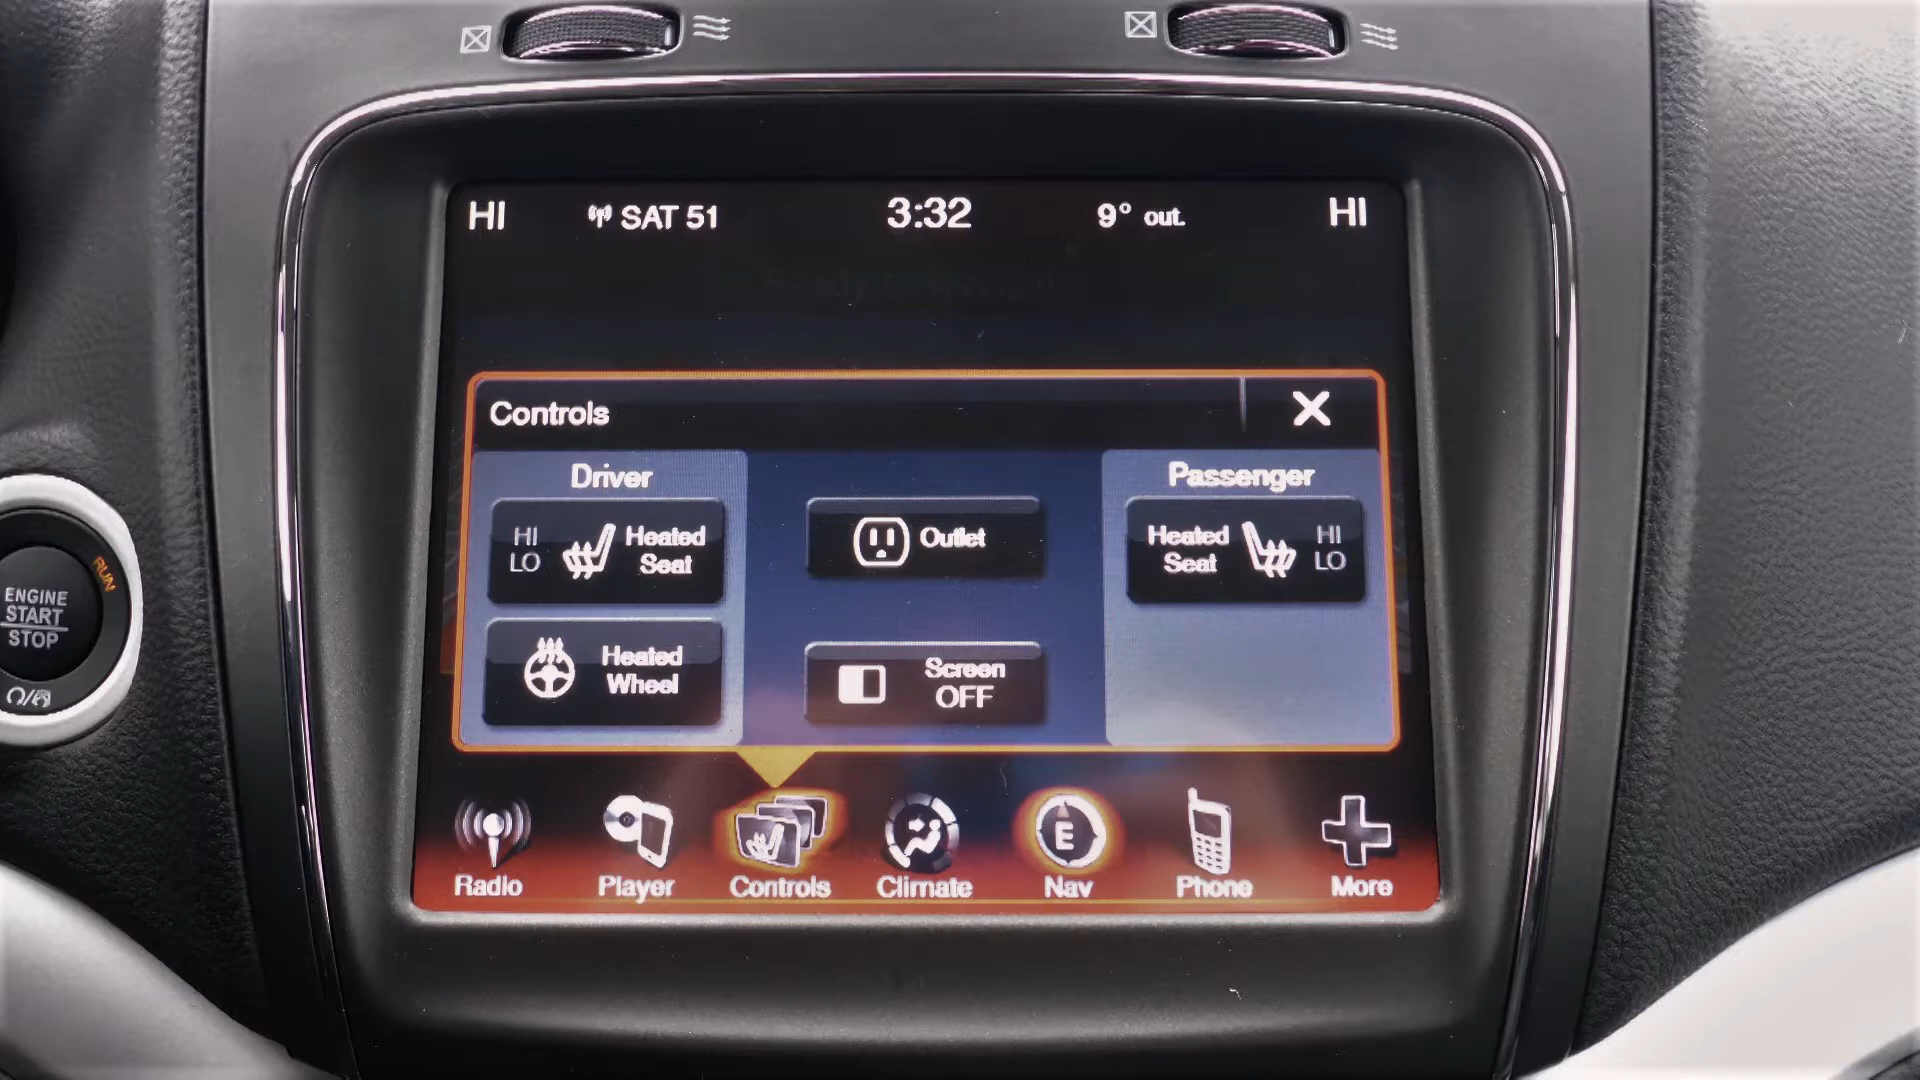 HI SAT 51 3:32 9° out. HI
Controls X
Driver
HI
LO
Heated
Seat
Heated
Wheel
Outlet
Screen
OFF
Passenger
Heated
Seat
HI
LO
Radio Player Controls Climate E Nav Phone More
ENGINE
START
STOP
RUN